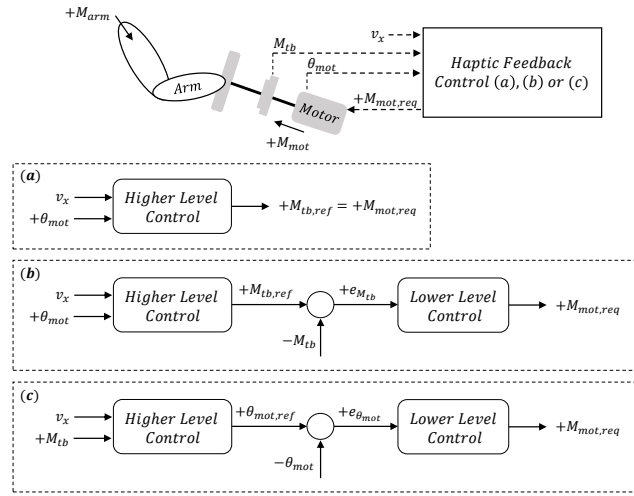 +M_arm
Arm
M_tb
θ_mot
Motor
+M_mot
v_x
+M_mot,req
Haptic Feedback
Control (a), (b) or (c)
(a)
v_x
+θ_mot
Higher Level
Control
+M_tb,ref = +M_mot,req
(b)
v_x
+θ_mot
Higher Level
Control
+M_tb,ref
−M_tb
+e_M_tb
Lower Level
Control
+M_mot,req
(c)
v_x
+M_tb
Higher Level
Control
+θ_mot,ref
−θ_mot
+e_θ_mot
Lower Level
Control
+M_mot,req